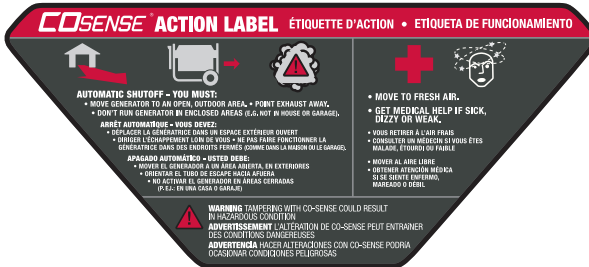 COSENSE® ACTION LABEL ÉTIQUETTE D'ACTION • ETIQUETA DE FUNCIONAMIENTO
AUTOMATIC SHUTOFF - YOU MUST:
• MOVE GENERATOR TO AN OPEN, OUTDOOR AREA. • POINT EXHAUST AWAY.
• DON'T RUN GENERATOR IN ENCLOSED AREAS (E.G. NOT IN HOUSE OR GARAGE).
ARRÊT AUTOMATIQUE - VOUS DEVEZ:
• DÉPLACER LA GÉNÉRATRICE DANS UN ESPACE EXTÉRIEUR OUVERT
• DIRIGER L'ÉCHAPPEMENT LOIN DE VOUS • NE PAS FAIRE FONCTIONNER LA
GÉNÉRATRICE DANS DES ENDROITS FERMÉS (COMME DANS LA MAISON OU LE GARAGE).
APAGADO AUTOMÁTICO - USTED DEBE:
• MOVER EL GENERADOR A UN ÁREA ABIERTA, EN EXTERIORES
• ORIENTAR EL TUBO DE ESCAPE HACIA AFUERA
• NO ACTIVAR EL GENERADOR EN ÁREAS CERRADAS
(P. EJ.: EN UNA CASA O GARAJE)
• MOVE TO FRESH AIR.
• GET MEDICAL HELP IF SICK,
DIZZY OR WEAK.
• VOUS RETIRER À L'AIR FRAIS
• CONSULTER UN MÉDECIN SI VOUS ÊTES
MALADE, ÉTOURDI OU FAIBLE
• MOVER AL AIRE LIBRE
• OBTENER ATENCIÓN MÉDICA
SI SE SIENTE ENFERMO,
MAREADO O DÉBIL
WARNING TAMPERING WITH CO-SENSE COULD RESULT
IN HAZARDOUS CONDITION
ADVERTISSEMENT L'ALTÉRATION DE CO-SENSE PEUT ENTRAÎNER
DES CONDITIONS DANGEREUSES
ADVERTENCIA HACER ALTERACIONES CON CO-SENSE PODRÍA
OCASIONAR CONDICIONES PELIGROSAS